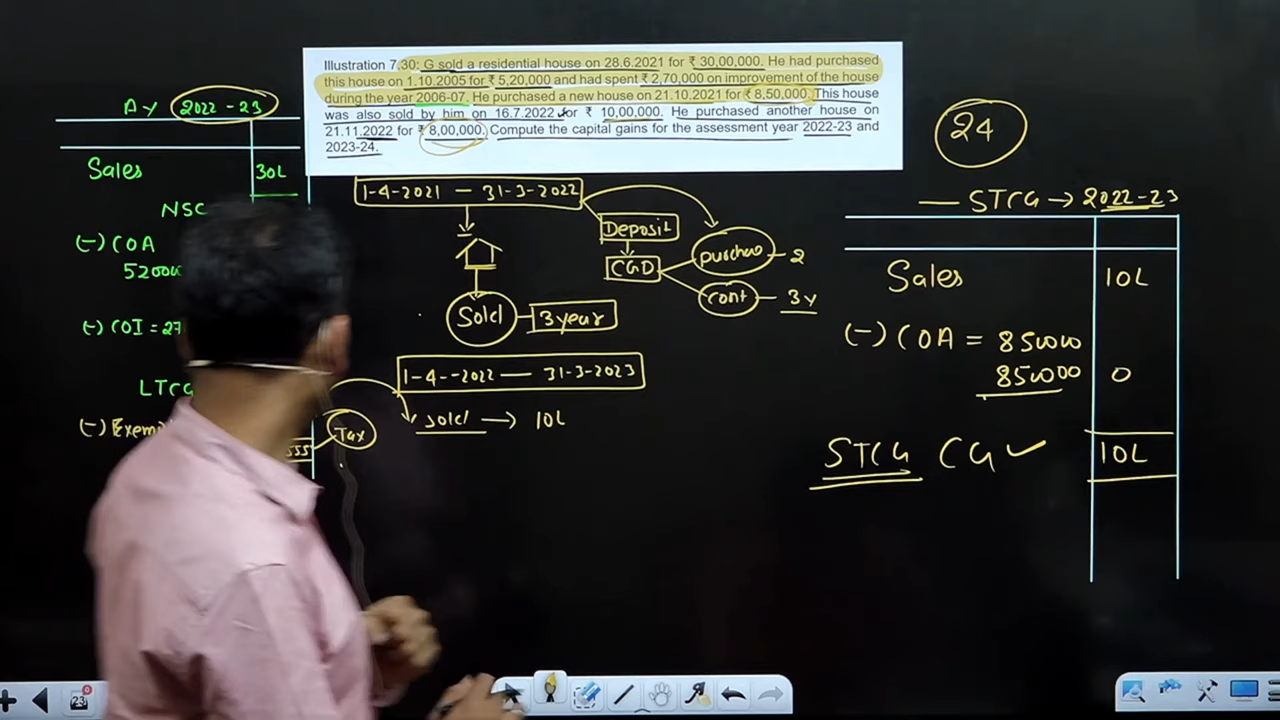 Illustration 7.30: G sold a residential house on 28.6.2021 for ₹ 30,00,000. He had purchased
this house on 1.10.2005 for ₹ 5,20,000 and had spent ₹ 2,70,000 on improvement of the house
during the year 2006-07. He purchased a new house on 21.10.2021 for ₹ 8,50,000. This house
was also sold by him on 16.7.2022 for ₹ 10,00,000. He purchased another house on
21.11.2022 for ₹ 8,00,000. Compute the capital gains for the assessment year 2022-23 and
2023-24.
AY 2022-23
Sales 30L
NSC
(-) COA
(-) COI = 27
LTCG
(-) Exem
555
Tax
1-4-2021 — 31-3-2022
Deposit
CGD
purchase - 2
Cont - 3y
Sold 3 year
1-4--2022 — 31-3-2023
Sold → 10L
24
— STCG → 2022-23
Sales 10L
(-) COA = 850000
850000 0
STCG CG ✓ 10L
23
0